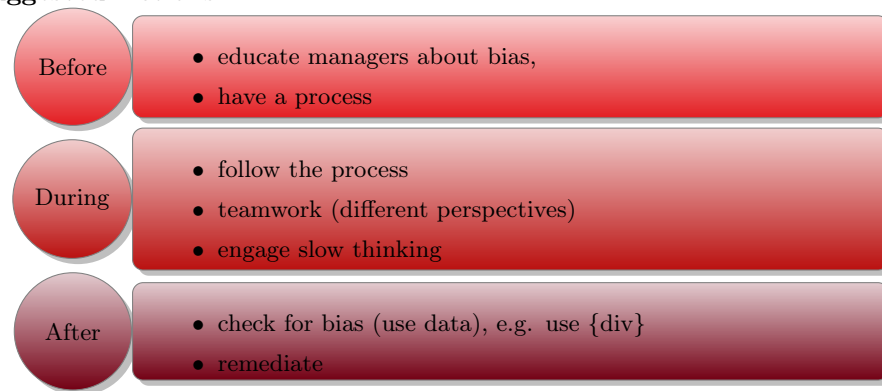 Before
• educate managers about bias,
• have a process
During
• follow the process
• teamwork (different perspectives)
• engage slow thinking
After
• check for bias (use data), e.g. use {div}
• remediate